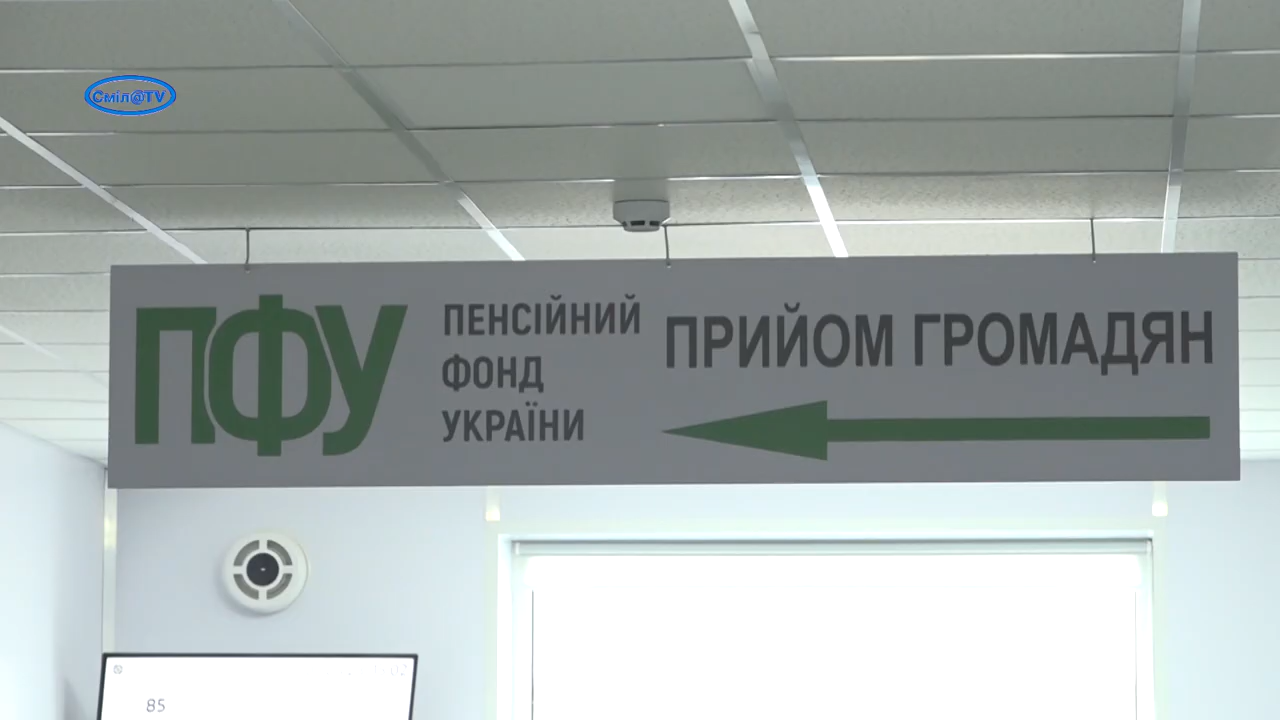 Сміл@TV
ПФУ
ПЕНСІЙНИЙ
ФОНД
УКРАЇНИ
ПРИЙОМ ГРОМАДЯН
85